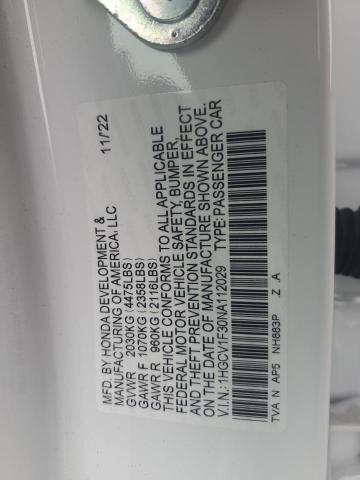 MFD. BY HONDA DEVELOPMENT &
MANUFACTURING OF AMERICA, LLC 11/22
GVWR 2030KG (4475LBS)
GAWR F 1070KG (2358LBS)
GAWR R 960KG (2116LBS)
THIS VEHICLE CONFORMS TO ALL APPLICABLE
FEDERAL MOTOR VEHICLE SAFETY, BUMPER,
AND THEFT PREVENTION STANDARDS IN EFFECT
ON THE DATE OF MANUFACTURE SHOWN ABOVE.
V.I.N.: 1HGCV1F30NA112029 TYPE: PASSENGER CAR
TVA N AP5 NH883P Z A